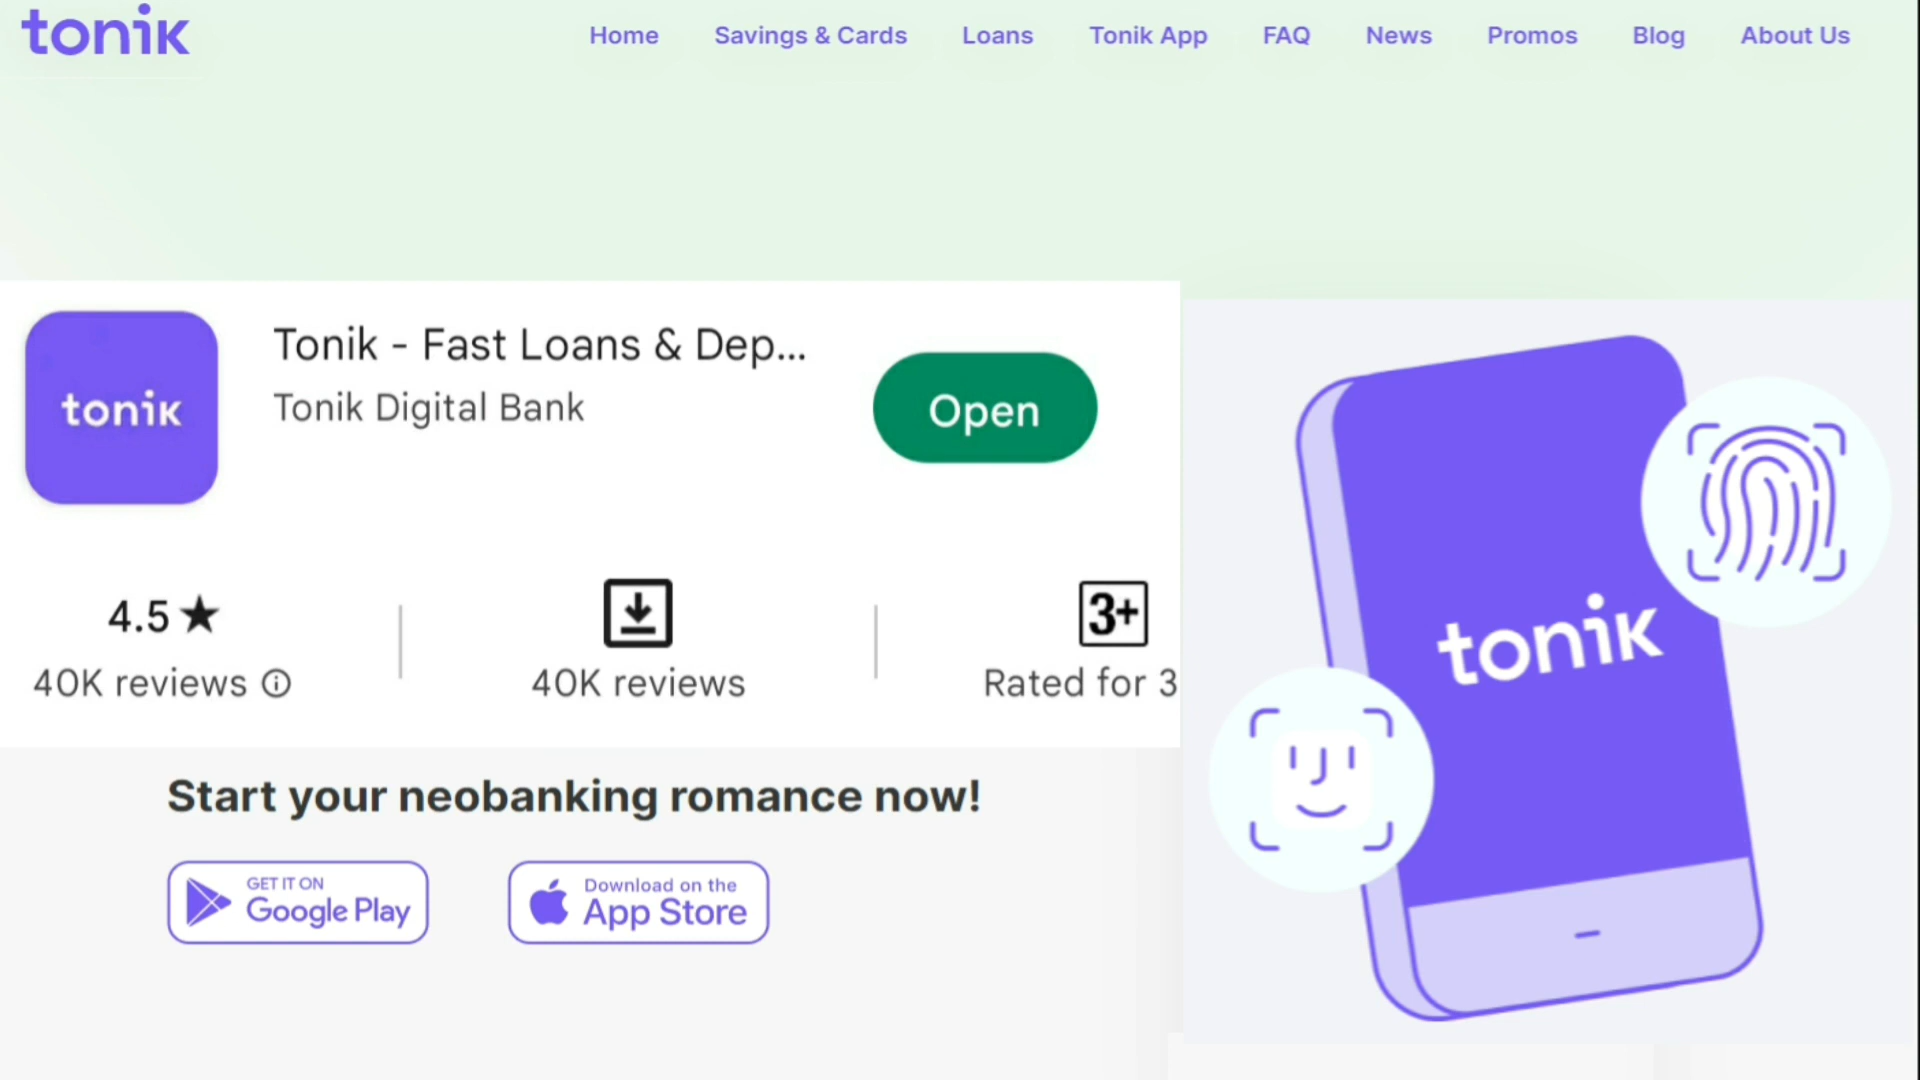 tonik
Home Savings & Cards Loans Tonik App FAQ News Promos Blog About Us
tonik
Tonik - Fast Loans & Dep...
Tonik Digital Bank
Open
4.5★
40K reviews
40K reviews
3+
Rated for 3
Start your neobanking romance now!
GET IT ON
Google Play
Download on the
App Store
tonik